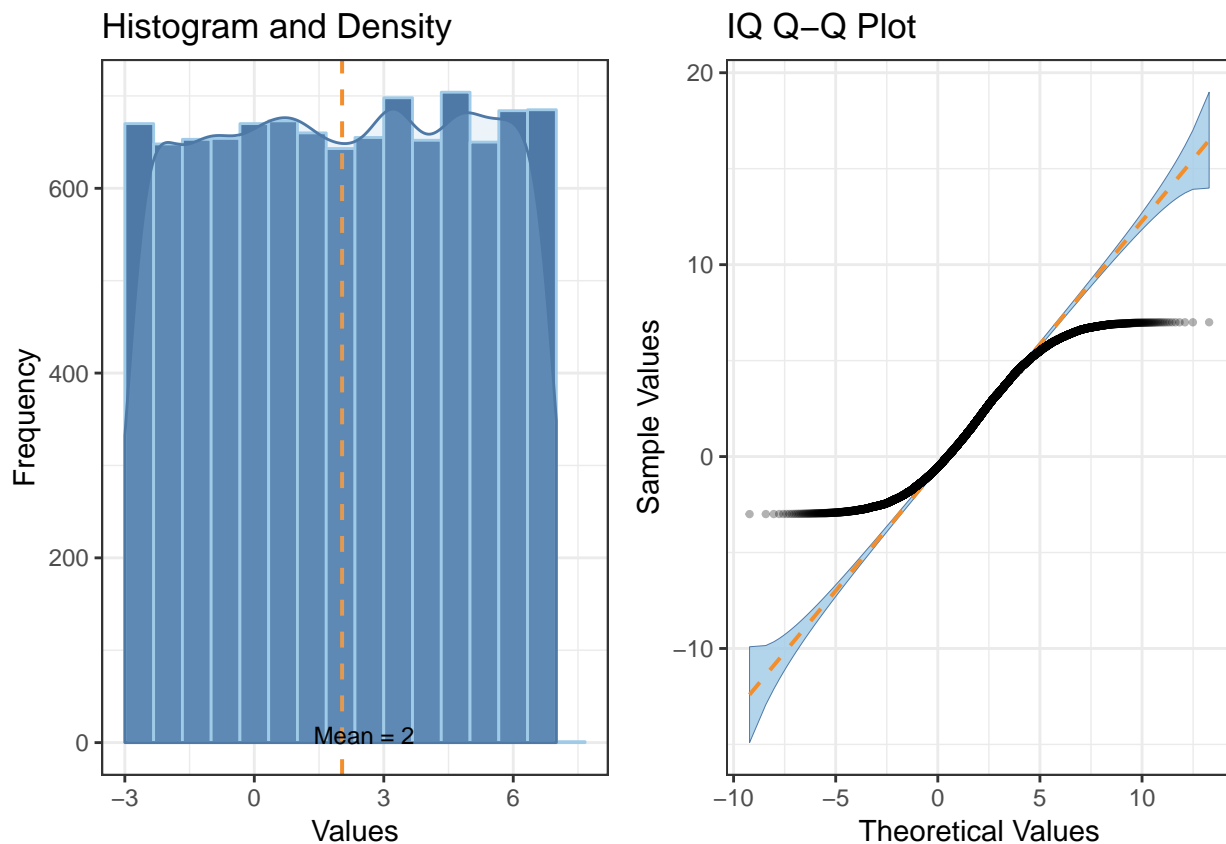 Histogram and Density
Frequency
600
400
200
0
Mean = 2
−3
0
3
6
Values
IQ Q−Q Plot
Sample Values
20
10
0
−10
−10
−5
0
5
10
Theoretical Values